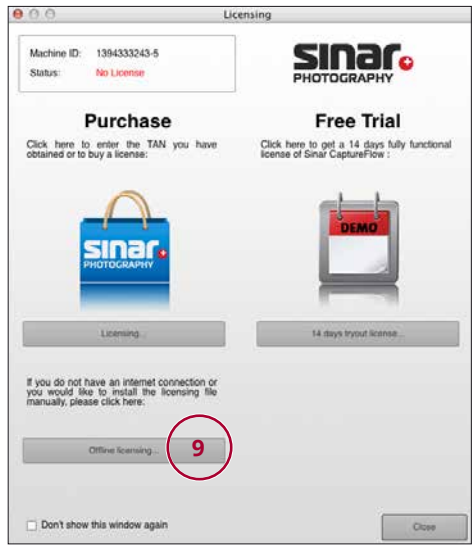 Licensing
Machine ID: 1394333243-5
Status: No License
sinar
PHOTOGRAPHY
Purchase
Click here to enter the TAN you have
obtained or to buy a license:
sinar
PHOTOGRAPHY
Licensing...
Free Trial
Click here to get a 14 days fully functional
license of Sinar CaptureFlow :
DEMO
14 days tryout license...
If you do not have an internet connection or
you would like to install the licensing file
manually, please click here:
Offline licensing...
9
Don't show this window again
Close